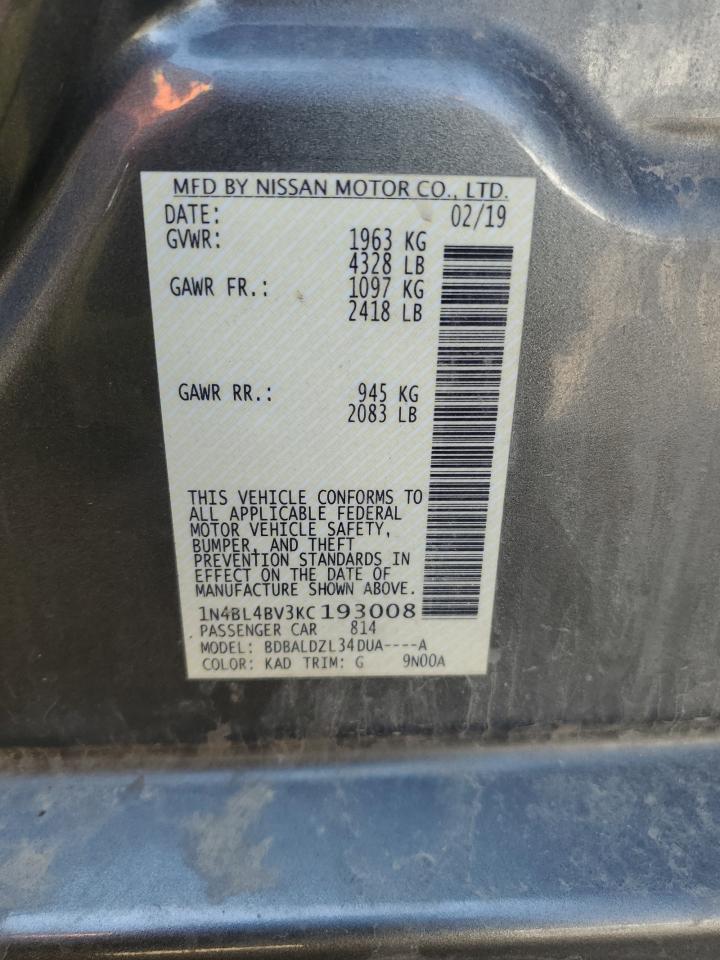 MFD BY NISSAN MOTOR CO., LTD.
DATE: 02/19
GVWR: 1963 KG
4328 LB
GAWR FR.: 1097 KG
2418 LB
GAWR RR.: 945 KG
2083 LB
THIS VEHICLE CONFORMS TO
ALL APPLICABLE FEDERAL
MOTOR VEHICLE SAFETY,
BUMPER, AND THEFT
PREVENTION STANDARDS IN
EFFECT ON THE DATE OF
MANUFACTURE SHOWN ABOVE.
1N4BL4BV3KC193008
PASSENGER CAR 814
MODEL: BDBALDZL34DUA----A
COLOR: KAD TRIM: G 9N00A